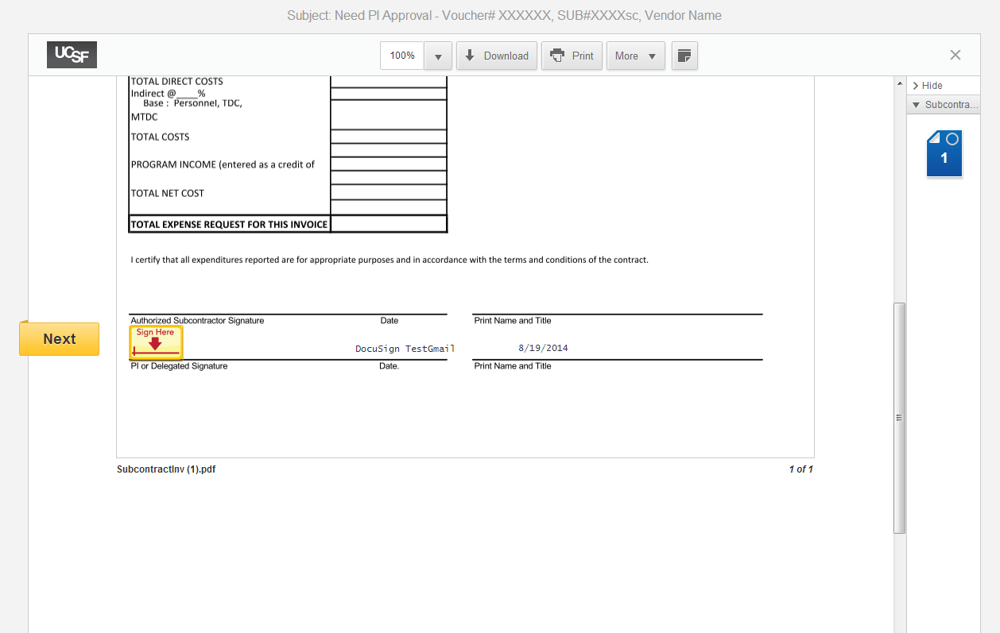 Subject: Need PI Approval - Voucher# XXXXXX, SUB#XXXXsc, Vendor Name
UCSF
100%
Download
Print
More
Hide
Subcontra...
1
TOTAL DIRECT COSTS
Indirect @____%
Base : Personnel, TDC,
MTDC
TOTAL COSTS
PROGRAM INCOME (entered as a credit of
TOTAL NET COST
TOTAL EXPENSE REQUEST FOR THIS INVOICE
I certify that all expenditures reported are for appropriate purposes and in accordance with the terms and conditions of the contract.
Authorized Subcontractor Signature Date Print Name and Title
Sign Here
Next
DocuSign TestGmail 8/19/2014
PI or Delegated Signature Date. Print Name and Title
SubcontractInv (1).pdf 1 of 1